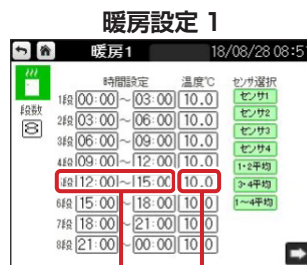 暖房設定 1
暖房1 18/08/28 08:51
時間設定 温度℃ センサ選択
段数
8
1段 00:00～03:00 10.0 センサ1
2段 03:00～06:00 10.0 センサ2
3段 06:00～09:00 10.0 センサ3
4段 09:00～12:00 10.0 センサ4
5段 12:00～15:00 10.0 1・2平均
6段 15:00～18:00 10.0 3・4平均
7段 18:00～21:00 10.0 1～4平均
8段 21:00～00:00 10.0